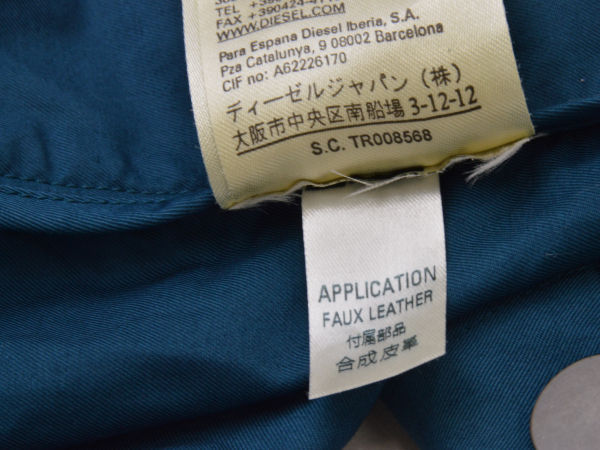 FAX +390424-4
WWW.DIESEL.COM
Para Espana Diesel Iberia, S.A.
Pza Catalunya, 9 08002 Barcelona
CIF no: A62226170
ディーゼルジャパン(株)
大阪市中央区南船場3-12-12
S.C. TR008568
APPLICATION
FAUX LEATHER
付属部品
合成皮革